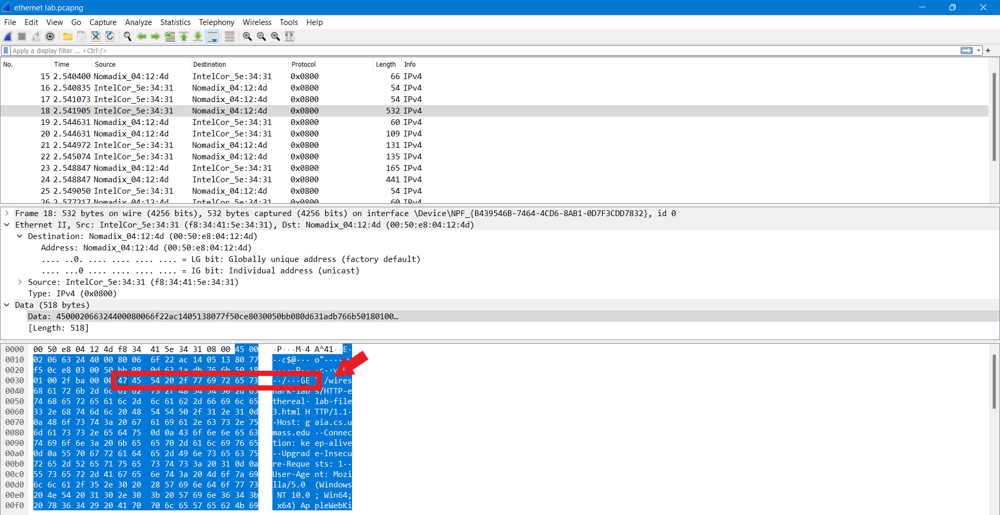 ethernet lab.pcapng
File Edit View Go Capture Analyze Statistics Telephony Wireless Tools Help
Apply a display filter ... <Ctrl-/>
No. Time Source Destination Protocol Length Info
15 2.540400 Nomadix_04:12:4d IntelCor_5e:34:31 0x0800 66 IPv4
16 2.540835 IntelCor_5e:34:31 Nomadix_04:12:4d 0x0800 54 IPv4
17 2.541073 IntelCor_5e:34:31 Nomadix_04:12:4d 0x0800 54 IPv4
18 2.541905 IntelCor_5e:34:31 Nomadix_04:12:4d 0x0800 532 IPv4
19 2.544631 Nomadix_04:12:4d IntelCor_5e:34:31 0x0800 60 IPv4
20 2.544631 Nomadix_04:12:4d IntelCor_5e:34:31 0x0800 109 IPv4
21 2.544972 IntelCor_5e:34:31 Nomadix_04:12:4d 0x0800 131 IPv4
22 2.545074 IntelCor_5e:34:31 Nomadix_04:12:4d 0x0800 135 IPv4
23 2.548847 Nomadix_04:12:4d IntelCor_5e:34:31 0x0800 165 IPv4
24 2.548847 Nomadix_04:12:4d IntelCor_5e:34:31 0x0800 441 IPv4
25 2.549050 IntelCor_5e:34:31 Nomadix_04:12:4d 0x0800 54 IPv4
26 2.577217 Nomadix_04:12:4d IntelCor_5e:34:31 0x0800 60 IPv4
Frame 18: 532 bytes on wire (4256 bits), 532 bytes captured (4256 bits) on interface \Device\NPF_{B439546B-7464-4CD6-8AB1-0D7F3CDD7832}, id 0
Ethernet II, Src: IntelCor_5e:34:31 (f8:34:41:5e:34:31), Dst: Nomadix_04:12:4d (00:50:e8:04:12:4d)
Destination: Nomadix_04:12:4d (00:50:e8:04:12:4d)
Address: Nomadix_04:12:4d (00:50:e8:04:12:4d)
.... ..0. .... .... .... .... = LG bit: Globally unique address (factory default)
.... ...0 .... .... .... .... = IG bit: Individual address (unicast)
Source: IntelCor_5e:34:31 (f8:34:41:5e:34:31)
Type: IPv4 (0x0800)
Data (518 bytes)
Data: 450002066324400080066f22ac1405138077f50ce8030050bb080d631adb766b50180100…
[Length: 518]
0000 00 50 e8 04 12 4d f8 34 41 5e 34 31 08 00 45 00 ·P···M·4 A^41··E·
0010 02 06 63 24 40 00 80 06 6f 22 ac 14 05 13 80 77 ··c$@··· o"·····
0020 f5 0c e8 03 00 50 bb 08 0d 63 1a db 76 6b 50 18 ·····P·· ·c··v
0030 01 00 2f ba 00 00 47 45 54 20 2f 77 69 72 65 73 ··/···GE T /wires
0040 68 61 72 6b 2d 6c 61 62 73 2f 48 54 54 50 2d 65 hark-lab s/HTTP-e
0050 74 68 65 72 65 61 6c 2d 6c 61 62 2d 66 69 6c 65 thereal- lab-file
0060 33 2e 68 74 6d 6c 20 48 54 54 50 2f 31 2e 31 0d 3.html H TTP/1.1·
0070 0a 48 6f 73 74 3a 20 67 61 69 61 2e 63 73 2e 75 ·Host: g aia.cs.u
0080 6d 61 73 73 2e 65 64 75 0d 0a 43 6f 6e 6e 65 63 mass.edu ··Connec
0090 74 69 6f 6e 3a 20 6b 65 65 70 2d 61 6c 69 76 65 tion: ke ep-alive
00a0 0d 0a 55 70 67 72 61 64 65 2d 49 6e 73 65 63 75 ··Upgrad e-Insecu
00b0 72 65 2d 52 65 71 75 65 73 74 73 3a 20 31 0d 0a re-Reque sts: 1··
00c0 55 73 65 72 2d 41 67 65 6e 74 3a 20 4d 6f 7a 69 User-Age nt: Mozi
00d0 6c 6c 61 2f 35 2e 30 20 28 57 69 6e 64 6f 77 73 lla/5.0 (Windows
00e0 20 4e 54 20 31 30 2e 30 3b 20 57 69 6e 36 34 3b NT 10.0 ; Win64;
00f0 20 78 36 34 29 20 41 70 70 6c 65 57 65 62 4b 69 x64) Ap pleWebKi